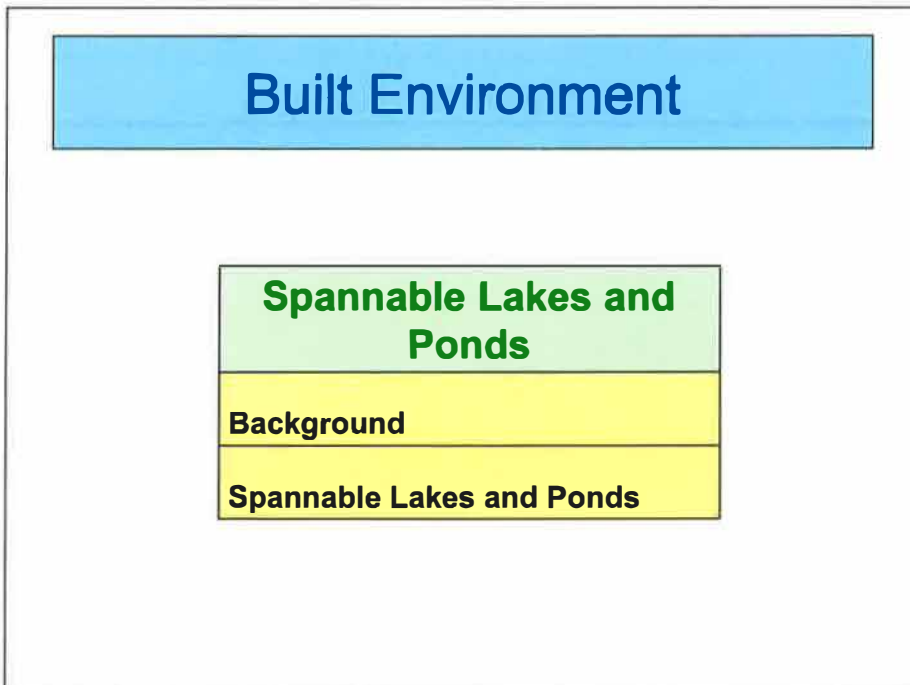 Built Environment
Spannable Lakes and
Ponds
Background
Spannable Lakes and Ponds